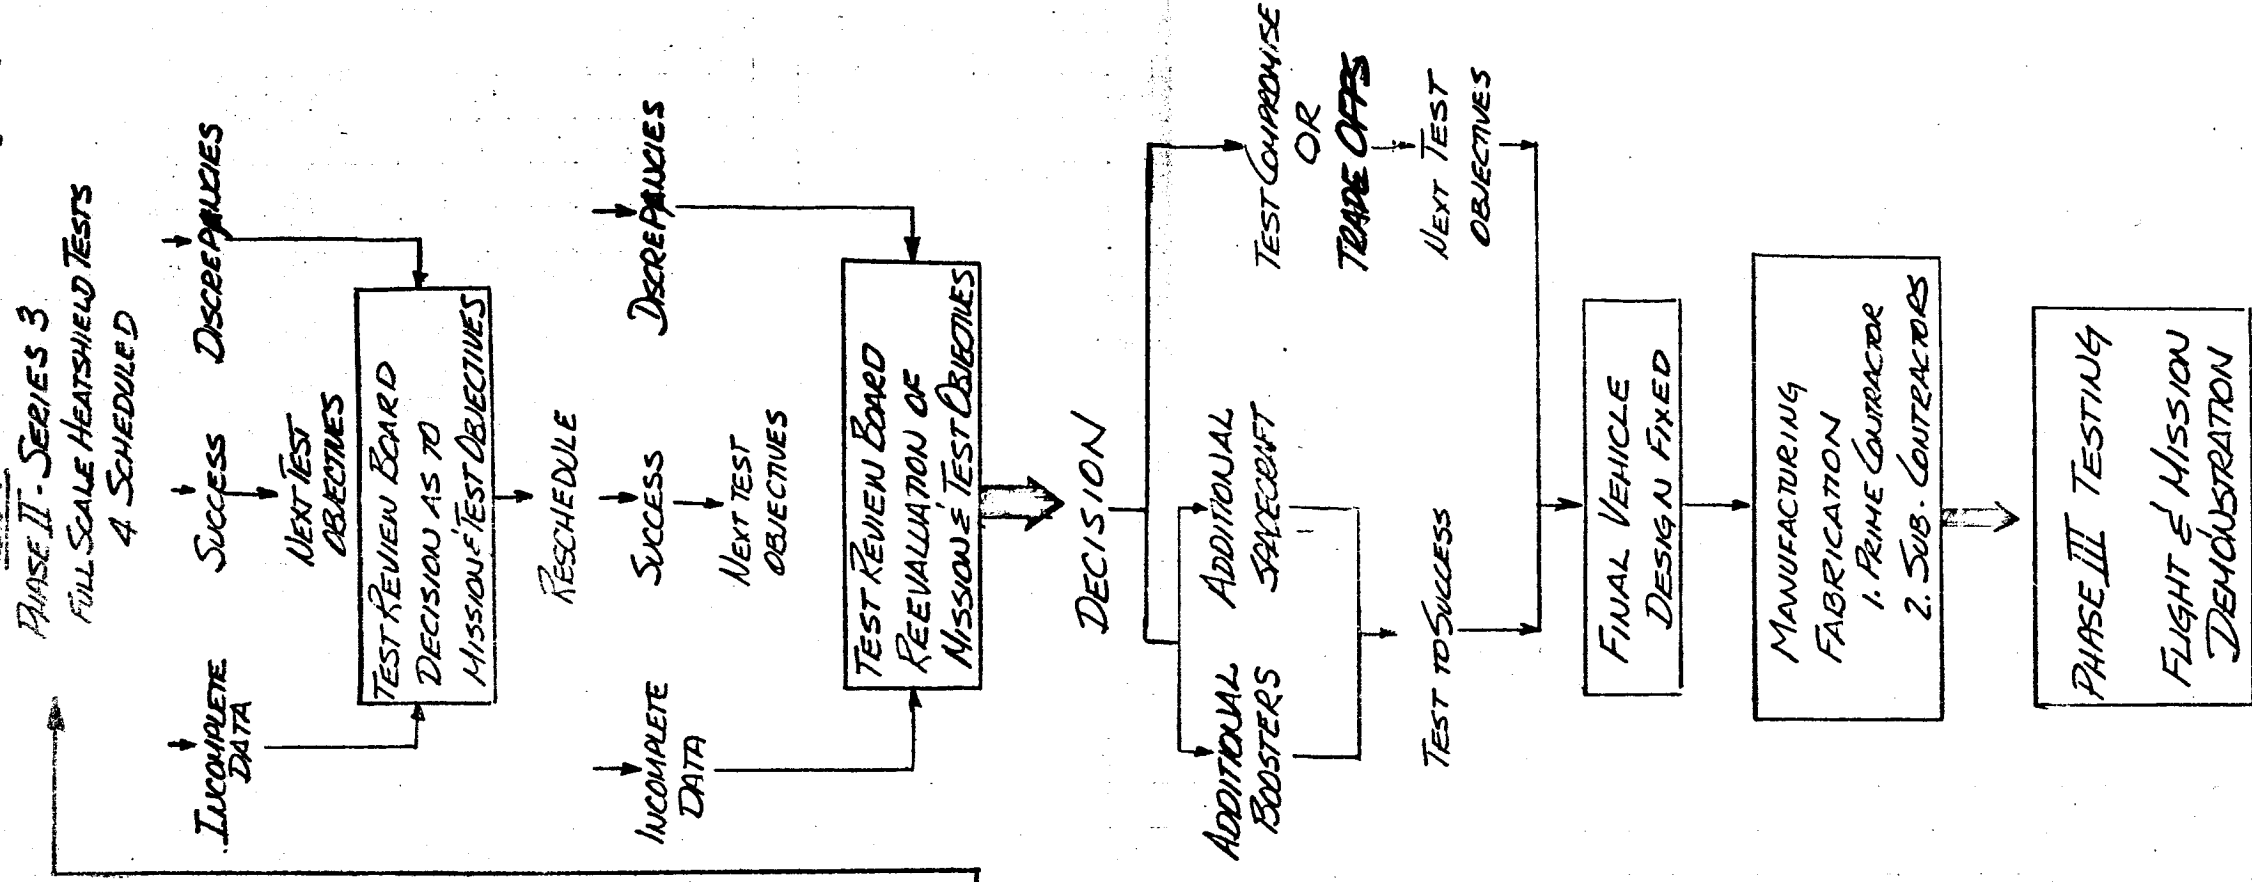 PHASE II - SERIES 3
FULL SCALE HEATSHIELD TESTS
4 SCHEDULED
INCOMPLETE
DATA
SUCCESS
DISCREPANCIES
NEXT TEST
OBJECTIVES
TEST REVIEW BOARD
DECISION AS TO
MISSION & TEST OBJECTIVES
RESCHEDULE
INCOMPLETE
DATA
SUCCESS
DISCREPANCIES
NEXT TEST
OBJECTIVES
TEST REVIEW BOARD
REEVALUATION OF
MISSION & TEST OBJECTIVES
DECISION
ADDITIONAL
BOOSTERS
ADDITIONAL
SPACECRAFT
TEST COMPROMISE
OR
TRADE OFFS
TEST TO SUCCESS
NEXT TEST
OBJECTIVES
FINAL VEHICLE
DESIGN FIXED
MANUFACTURING
FABRICATION
1. PRIME CONTRACTOR
2. SUB. CONTRACTORS
PHASE III TESTING
FLIGHT & MISSION
DEMONSTRATION